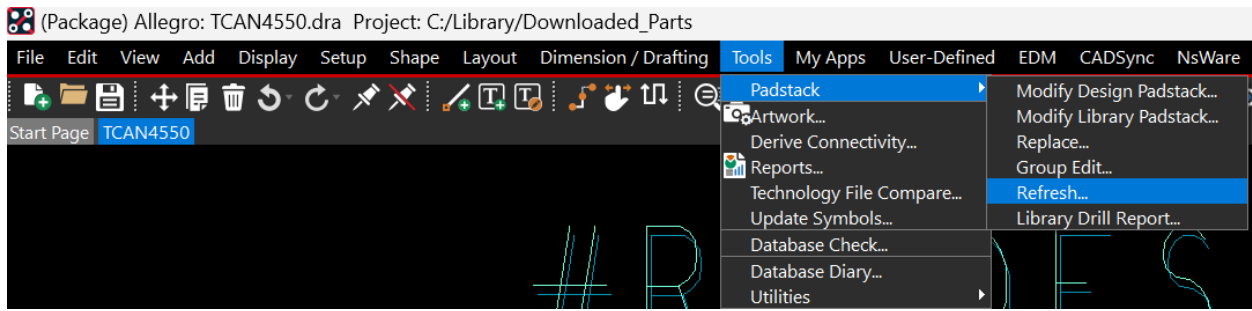 (Package) Allegro: TCAN4550.dra Project: C:/Library/Downloaded_Parts
File Edit View Add Display Setup Shape Layout Dimension / Drafting Tools My Apps User-Defined EDM CADSync NsWare
Start Page TCAN4550
Padstack
Artwork...
Derive Connectivity...
Reports...
Technology File Compare...
Update Symbols...
Database Check...
Database Diary...
Utilities
Modify Design Padstack...
Modify Library Padstack...
Replace...
Group Edit...
Refresh...
Library Drill Report...